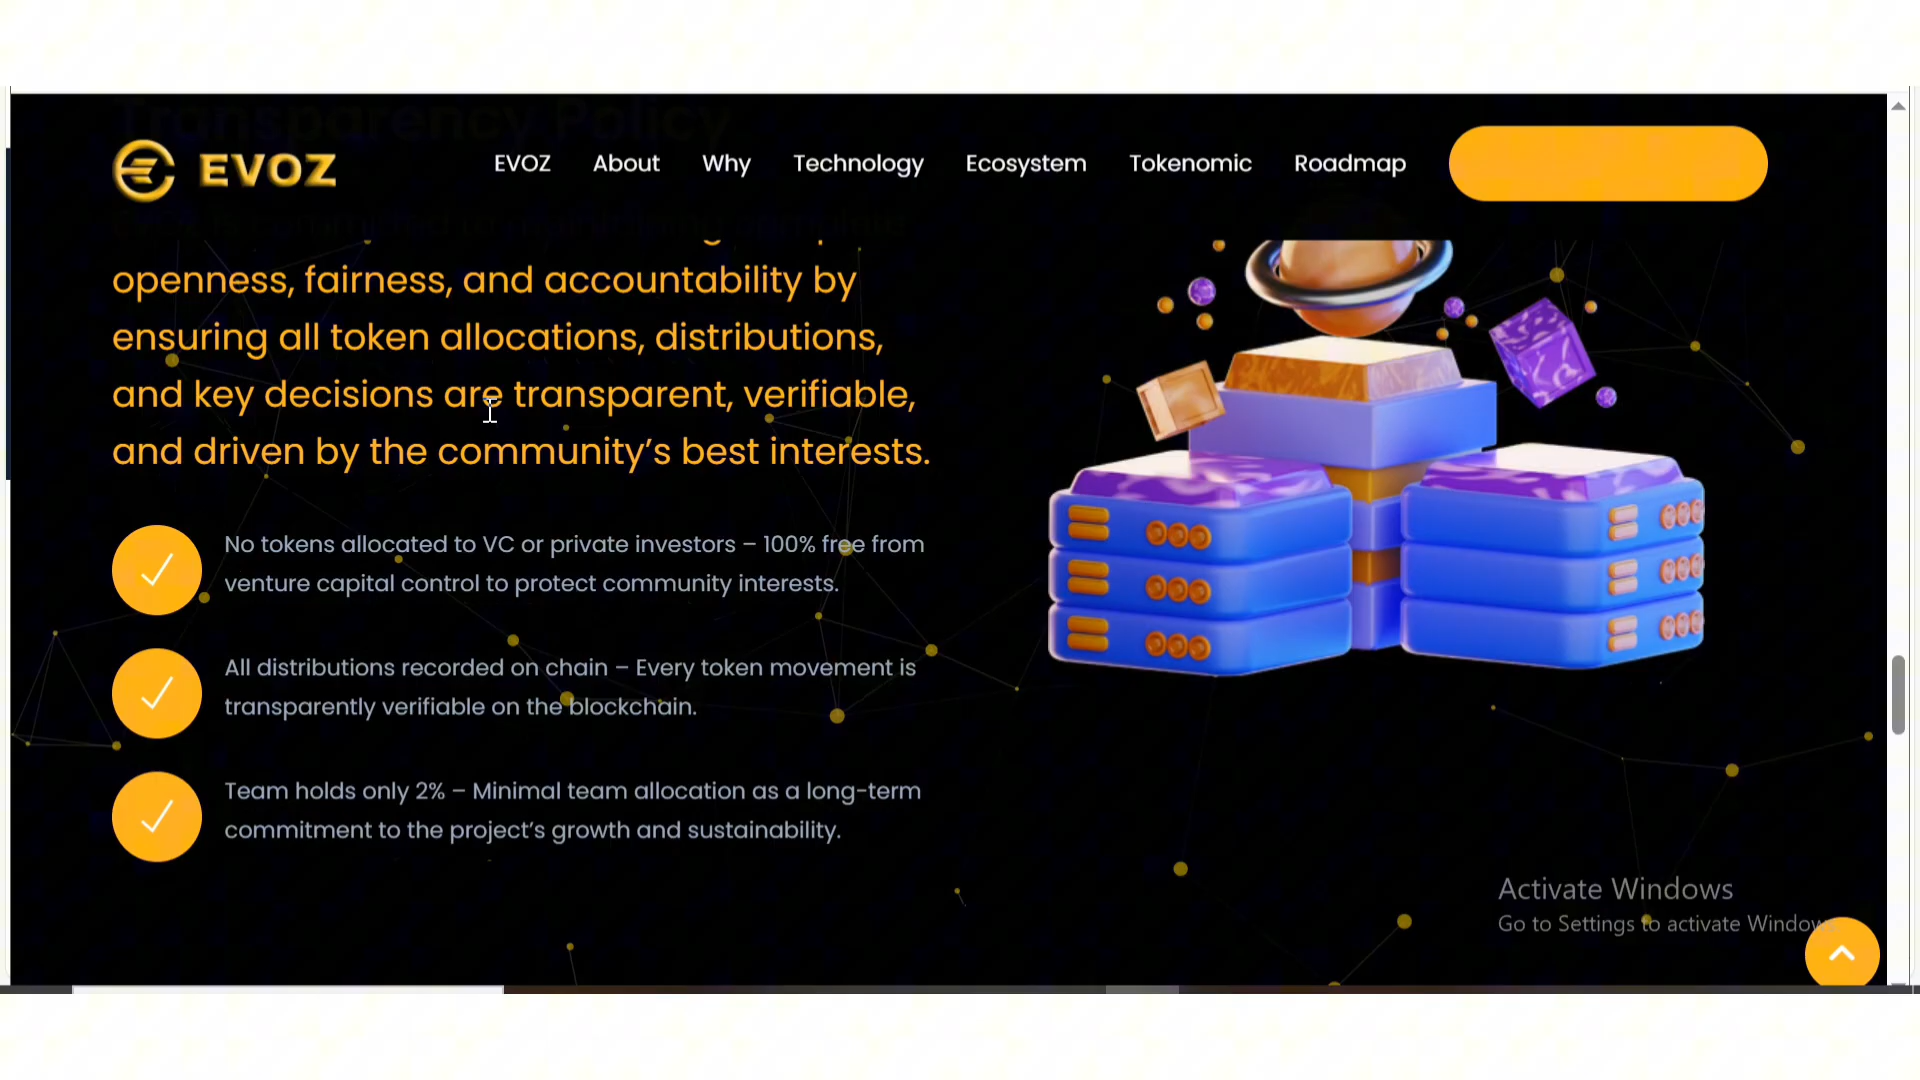 Transparency Policy
EVOZ
EVOZ
About
Why
Technology
Ecosystem
Tokenomic
Roadmap
openness, fairness, and accountability by
ensuring all token allocations, distributions,
and key decisions are transparent, verifiable,
and driven by the community’s best interests.
No tokens allocated to VC or private investors – 100% free from
venture capital control to protect community interests.
All distributions recorded on chain – Every token movement is
transparently verifiable on the blockchain.
Team holds only 2% – Minimal team allocation as a long-term
commitment to the project’s growth and sustainability.
Activate Windows
Go to Settings to activate Windows